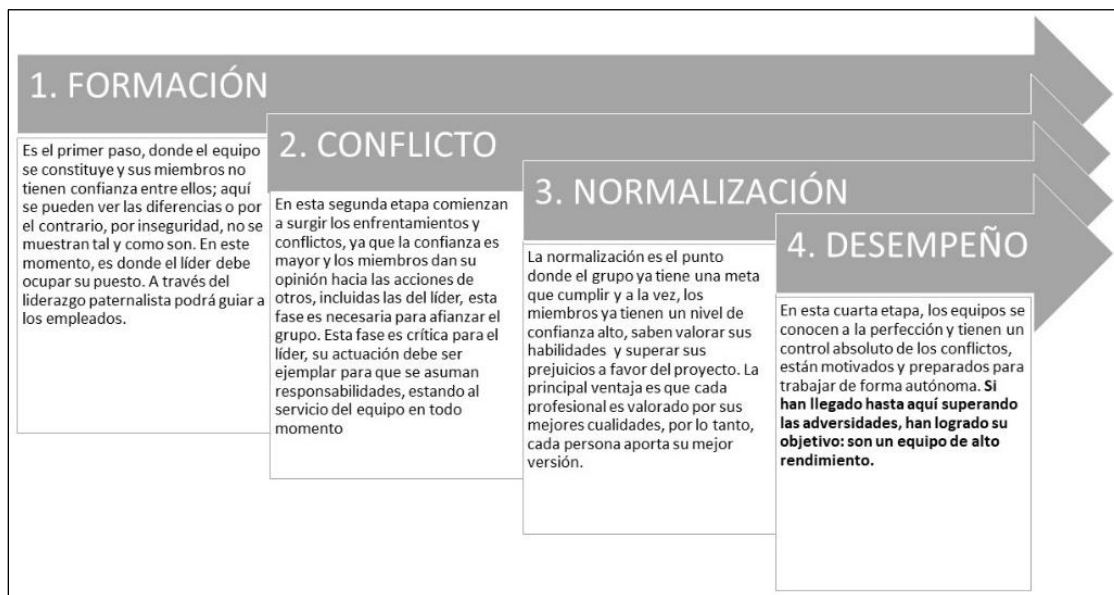 1. FORMACIÓN
Es el primer paso, donde el equipo
se constituye y sus miembros no
tienen confianza entre ellos; aquí
se pueden ver las diferencias o por
el contrario, por inseguridad, no se
muestran tal y como son. En este
momento, es donde el líder debe
ocupar su puesto. A través del
liderazgo paternalista podrá guiar a
los empleados.
2. CONFLICTO
En esta segunda etapa comienzan
a surgir los enfrentamientos y
conflictos, ya que la confianza es
mayor y los miembros dan su
opinión hacia las acciones de
otros, incluidas las del líder, esta
fase es necesaria para afianzar el
grupo. Esta fase es crítica para el
líder, su actuación debe ser
ejemplar para que se asuman
responsabilidades, estando al
servicio del equipo en todo
momento
3. NORMALIZACIÓN
La normalización es el punto
donde el grupo ya tiene una meta
que cumplir y a la vez, los
miembros ya tienen un nivel de
confianza alto, saben valorar sus
habilidades y superar sus
prejuicios a favor del proyecto. La
principal ventaja es que cada
profesional es valorado por sus
mejores cualidades, por lo tanto,
cada persona aporta su mejor
versión.
4. DESEMPEÑO
En esta cuarta etapa, los equipos se
conocen a la perfección y tienen un
control absoluto de los conflictos,
están motivados y preparados para
trabajar de forma autónoma. Si
han llegado hasta aquí superando
las adversidades, han logrado su
objetivo: son un equipo de alto
rendimiento.